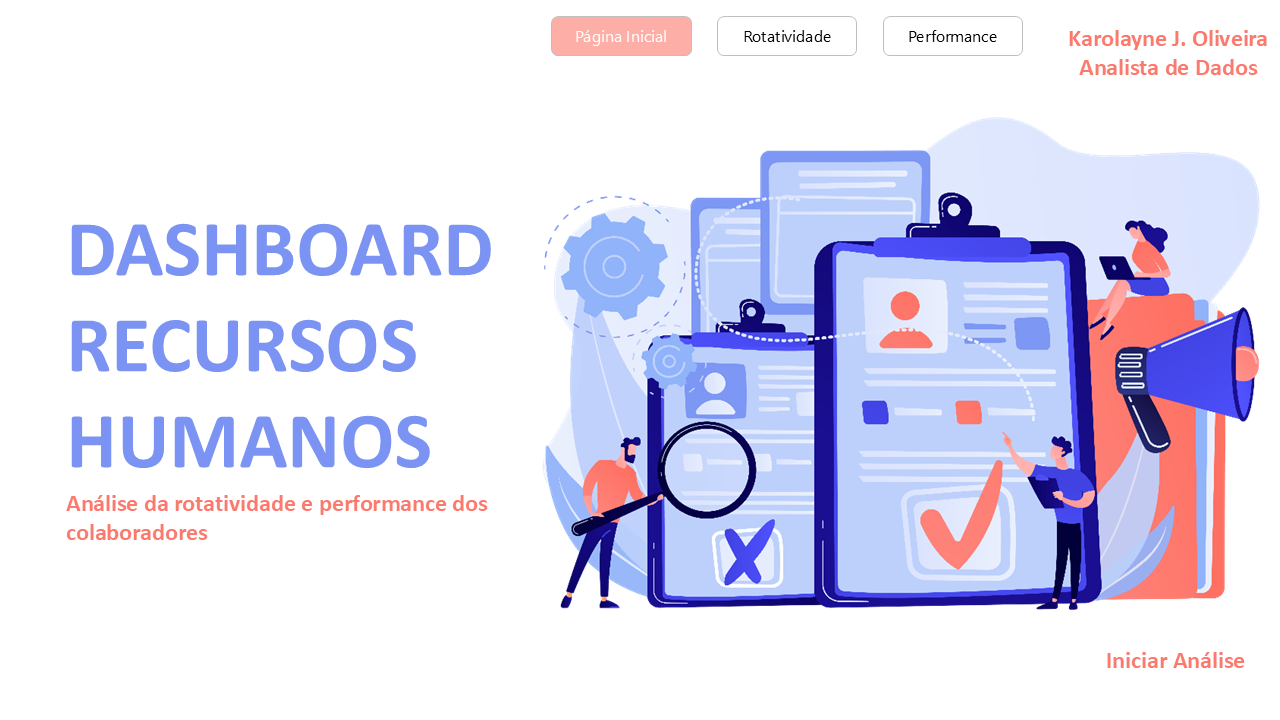 Página Inicial
Rotatividade
Performance
Karolayne J. Oliveira
Analista de Dados
DASHBOARD
RECURSOS
HUMANOS
Análise da rotatividade e performance dos
colaboradores
Iniciar Análise